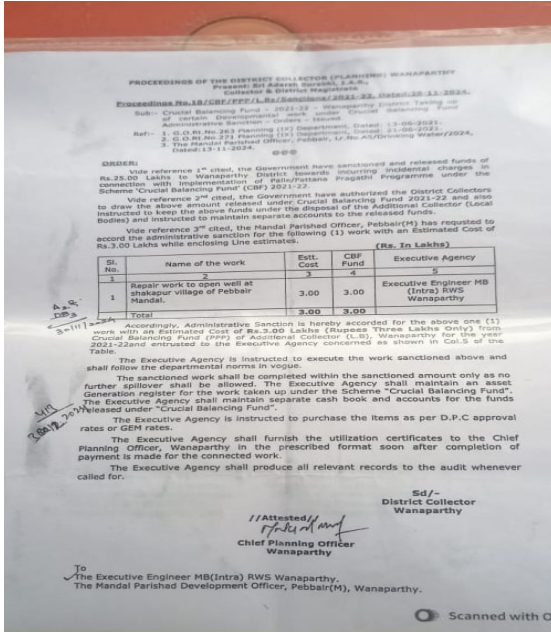 PROCEEDINGS OF THE DISTRICT COLLECTOR (PLANNING) WANAPARTHY
Present: Sri Adarsh Surabhi, I.A.S.,
Collector & District Magistrate
Proceedings No.18/CBF/PPP/L.Bs/Sanctions/2021-22, Dated:29-11-2024.
Sub:- Crucial Balancing Fund - 2021-22 - Wanaparthy District Taking up
of certain Developmental work under Crucial Balancing Fund
Administrative Sanction - Orders - Issued
Ref:- 1. G.O.Rt.No.263 Planning (IX) Department, Dated: 13-08-2021.
2. G.O.Rt.No.271 Planning (IX) Department, Dated: 21-08-2021.
3. The Mandal Parishad Officer, Pebbair, Lr.No.A5/Drinking Water/2024,
Dated:13-11-2024.
@@@
ORDER:
Vide reference 1st cited, the Government have sanctioned and released funds of
Rs.25.00 Lakhs to Wanaparthy District towards incurring incidental charges in
connection with implementation of Palle/Pattana Pragathi Programme under the
Scheme 'Crucial Balancing Fund' (CBF) 2021-22.
Vide reference 2nd cited, the Government have authorized the District Collectors
to draw the above amount released under Crucial Balancing Fund 2021-22 and also
instructed to keep the above funds under the disposal of the Additional Collector (Local
Bodies) and instructed to maintain separate accounts to the released funds.
Vide reference 3rd cited, the Mandal Parishad Officer, Pebbair(M) has requsted to
accord the administrative sanction for the following (1) work with an Estimated Cost of
Rs.3.00 Lakhs while enclosing Line estimates.
(Rs. In Lakhs)
Sl. No. Name of the work Estt. Cost CBF Fund Executive Agency
1 2 3 4 5
1 Repair work to open well at shakapur village of Pebbair Mandal. 3.00 3.00 Executive Engineer MB (Intra) RWS Wanaparthy
Total 3.00 3.00
Accordingly, Administrative Sanction is hereby accorded for the above one (1)
work with an Estimated Cost of Rs.3.00 Lakhs (Rupees Three Lakhs Only) from
Crucial Balancing Fund (PPF) of Additional Collector (L.B), Wanaparthy for the year
2021-22and entrusted to the Executive Agency concerned as shown in Col.5 of the
Table.
The Executive Agency is instructed to execute the work sanctioned above and
shall follow the departmental norms in vogue.
The sanctioned work shall be completed within the sanctioned amount only as no
further spillover shall be allowed. The Executive Agency shall maintain an asset
Generation register for the work taken up under the Scheme "Crucial Balancing Fund".
The Executive Agency shall maintain separate cash book and accounts for the funds
released under "Crucial Balancing Fund".
The Executive Agency is instructed to purchase the items as per D.P.C approval
rates or GEM rates.
The Executive Agency shall furnish the utilization certificates to the Chief
Planning Officer, Wanaparthy in the prescribed format soon after completion of
payment is made for the connected work.
The Executive Agency shall produce all relevant records to the audit whenever
called for.
Sd/-
District Collector
Wanaparthy
//Attested//
Chief Planning Officer
Wanaparthy
To
The Executive Engineer MB(Intra) RWS Wanaparthy.
The Mandal Parishad Development Officer, Pebbair(M), Wanaparthy.
Scanned with O